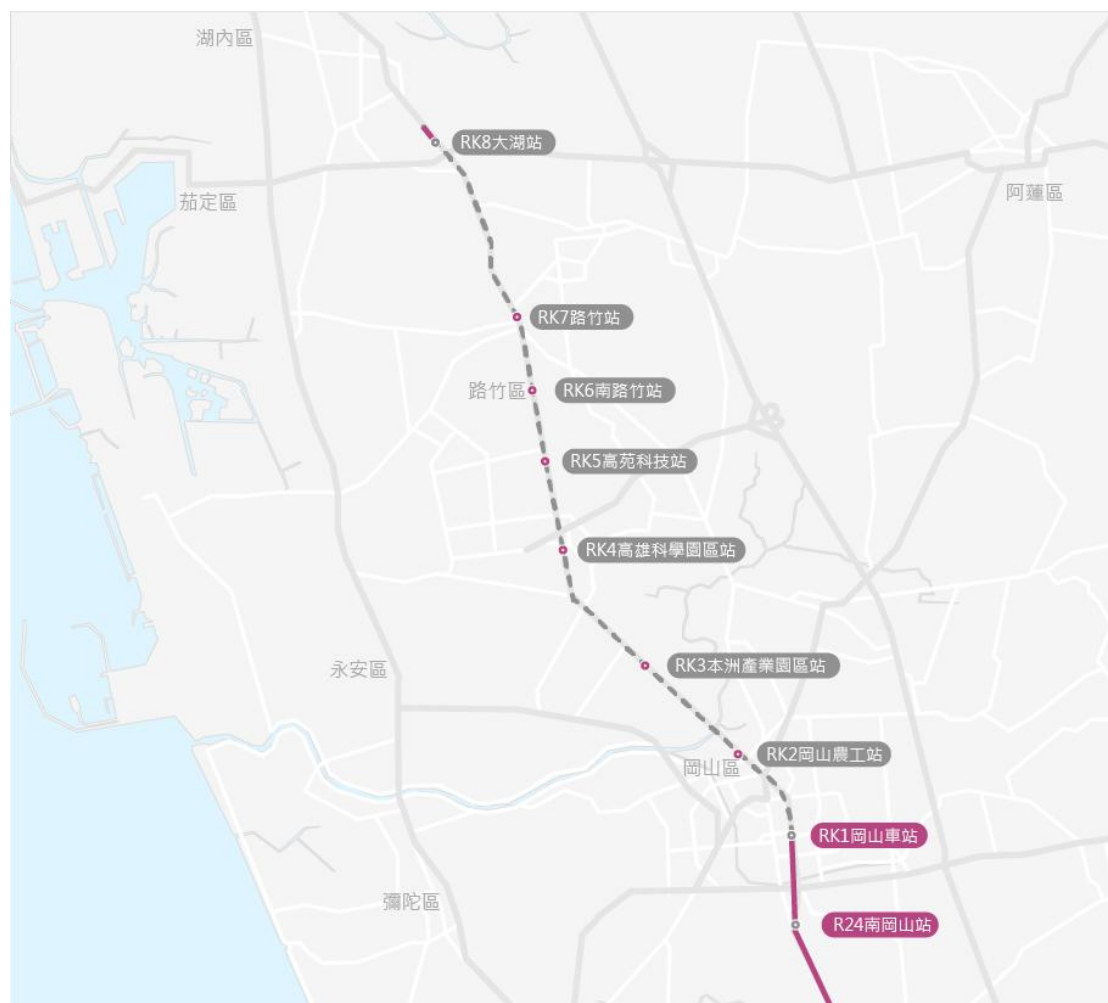 湖內區
RK8大湖站
茄定區
阿蓮區
RK7路竹站
路竹區
RK6南路竹站
RK5高苑科技站
RK4高雄科學園區站
永安區
RK3本洲產業園區站
RK2岡山農工站
岡山區
RK1岡山車站
彌陀區
R24南岡山站